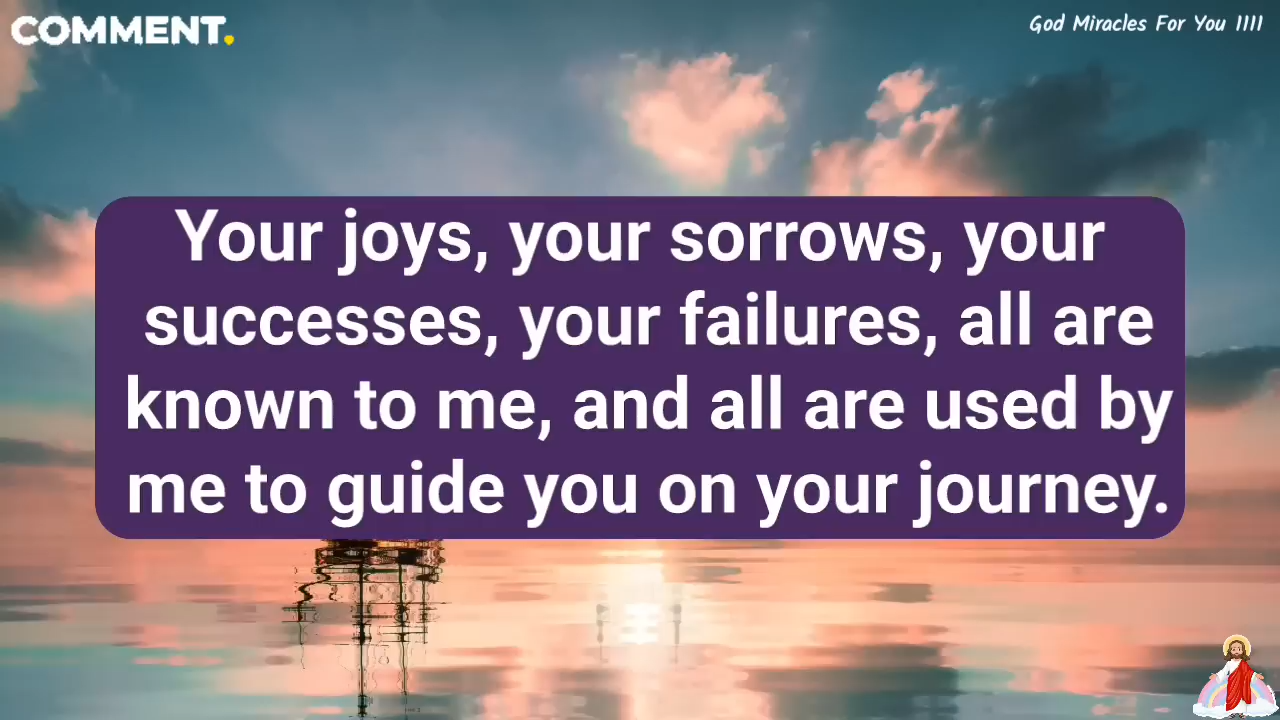 COMMENT.
God Miracles For You 1111
Your joys, your sorrows, your
successes, your failures, all are
known to me, and all are used by
me to guide you on your journey.